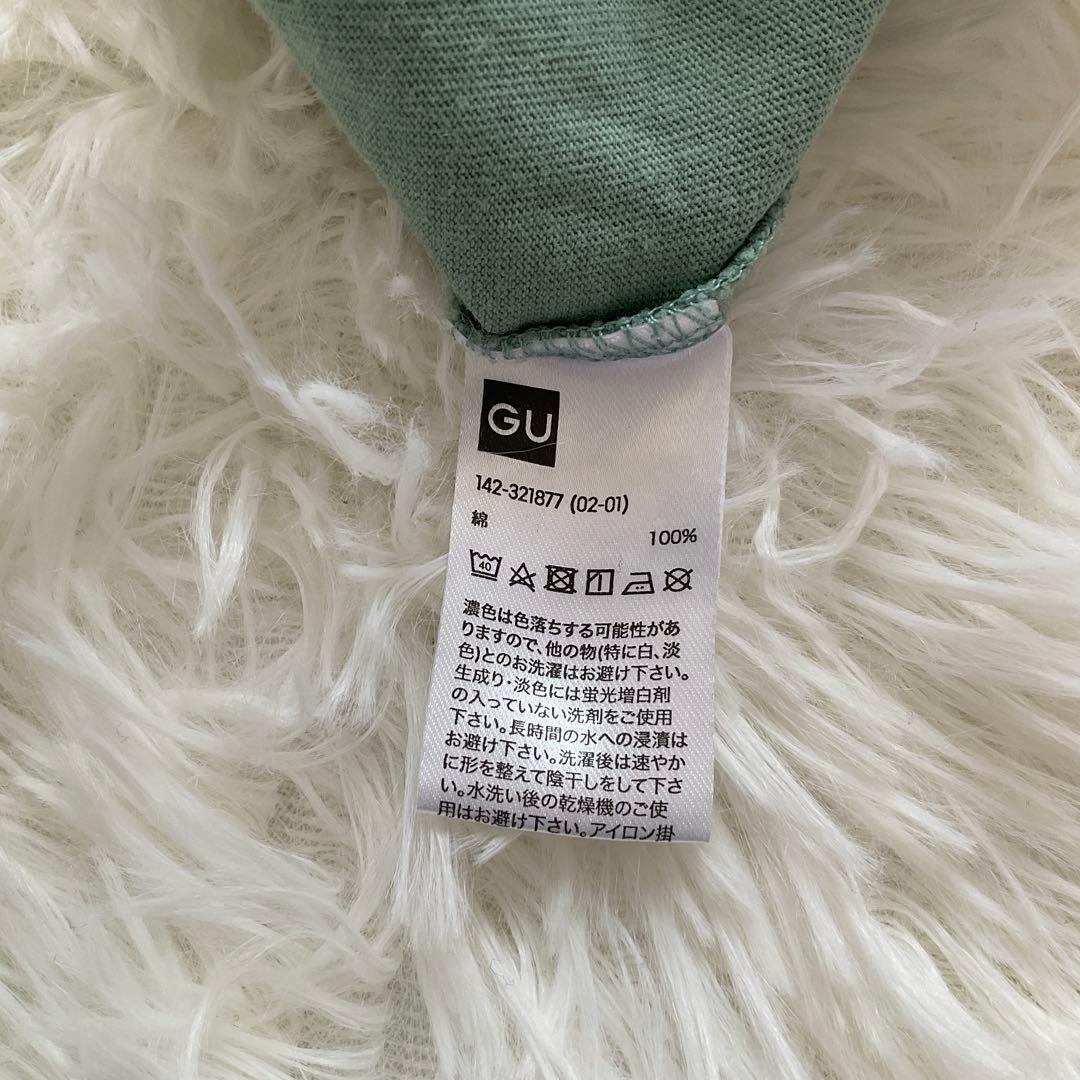 GU
142-321877 (02-01)
綿 100%
40
濃色は色落ちする可能性があ
りますので、他の物(特に白、淡
色)とのお洗濯はお避け下さい。
生成り・淡色には蛍光増白剤
の入っていない洗剤をご使用
下さい。長時間の水への浸漬は
お避け下さい。洗濯後は速やか
に形を整えて陰干しをして下さ
い。水洗い後の乾燥機のご使
用はお避け下さい。アイロン掛